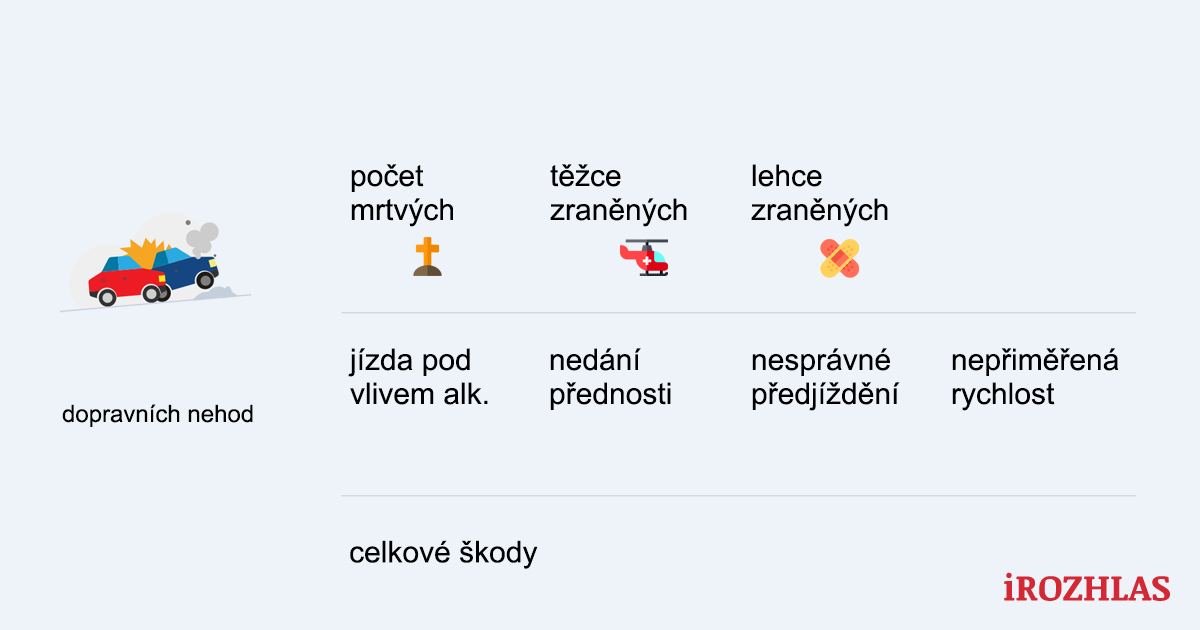 počet
mrtvých
těžce
zraněných
lehce
zraněných
jízda pod
vlivem alk.
nedání
přednosti
nesprávné
předjíždění
nepřiměřená
rychlost
dopravních nehod
celkové škody
iROZHLAS